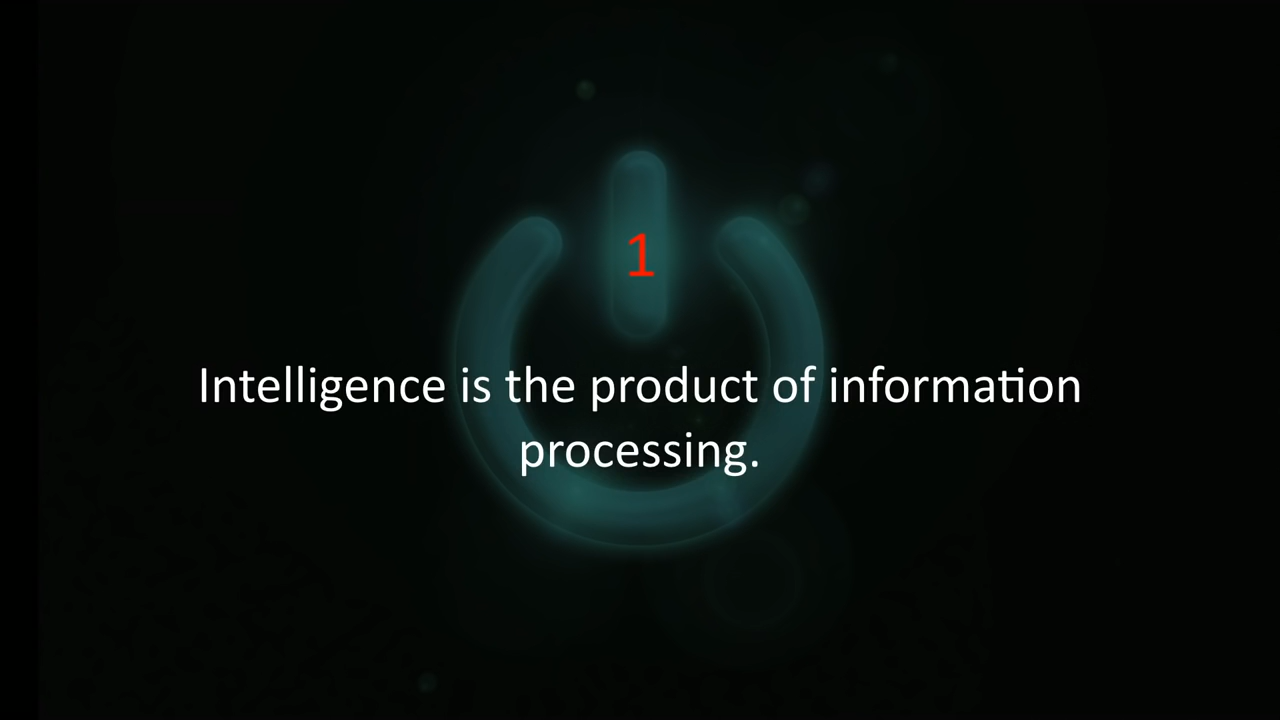 1
Intelligence is the product of information
processing.